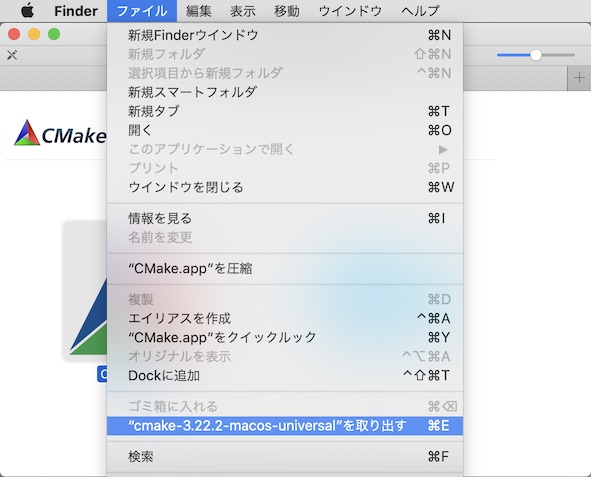 Finder ファイル 編集 表示 移動 ウインドウ ヘルプ
新規Finderウインドウ ⌘N
新規フォルダ ⇧⌘N
選択項目から新規フォルダ ^⌘N
新規スマートフォルダ
新規タブ ⌘T
開く ⌘O
このアプリケーションで開く ▶
プリント ⌘P
ウインドウを閉じる ⌘W
CMake
情報を見る ⌘I
名前を変更
“CMake.app”を圧縮
複製 ⌘D
エイリアスを作成 ^⌘A
“CMake.app”をクイックルック ⌘Y
オリジナルを表示 ^⌥⌘A
Dockに追加 ^⇧⌘T
ゴミ箱に入れる ⌘⌫
“cmake-3.22.2-macos-universal”を取り出す ⌘E
検索 ⌘F